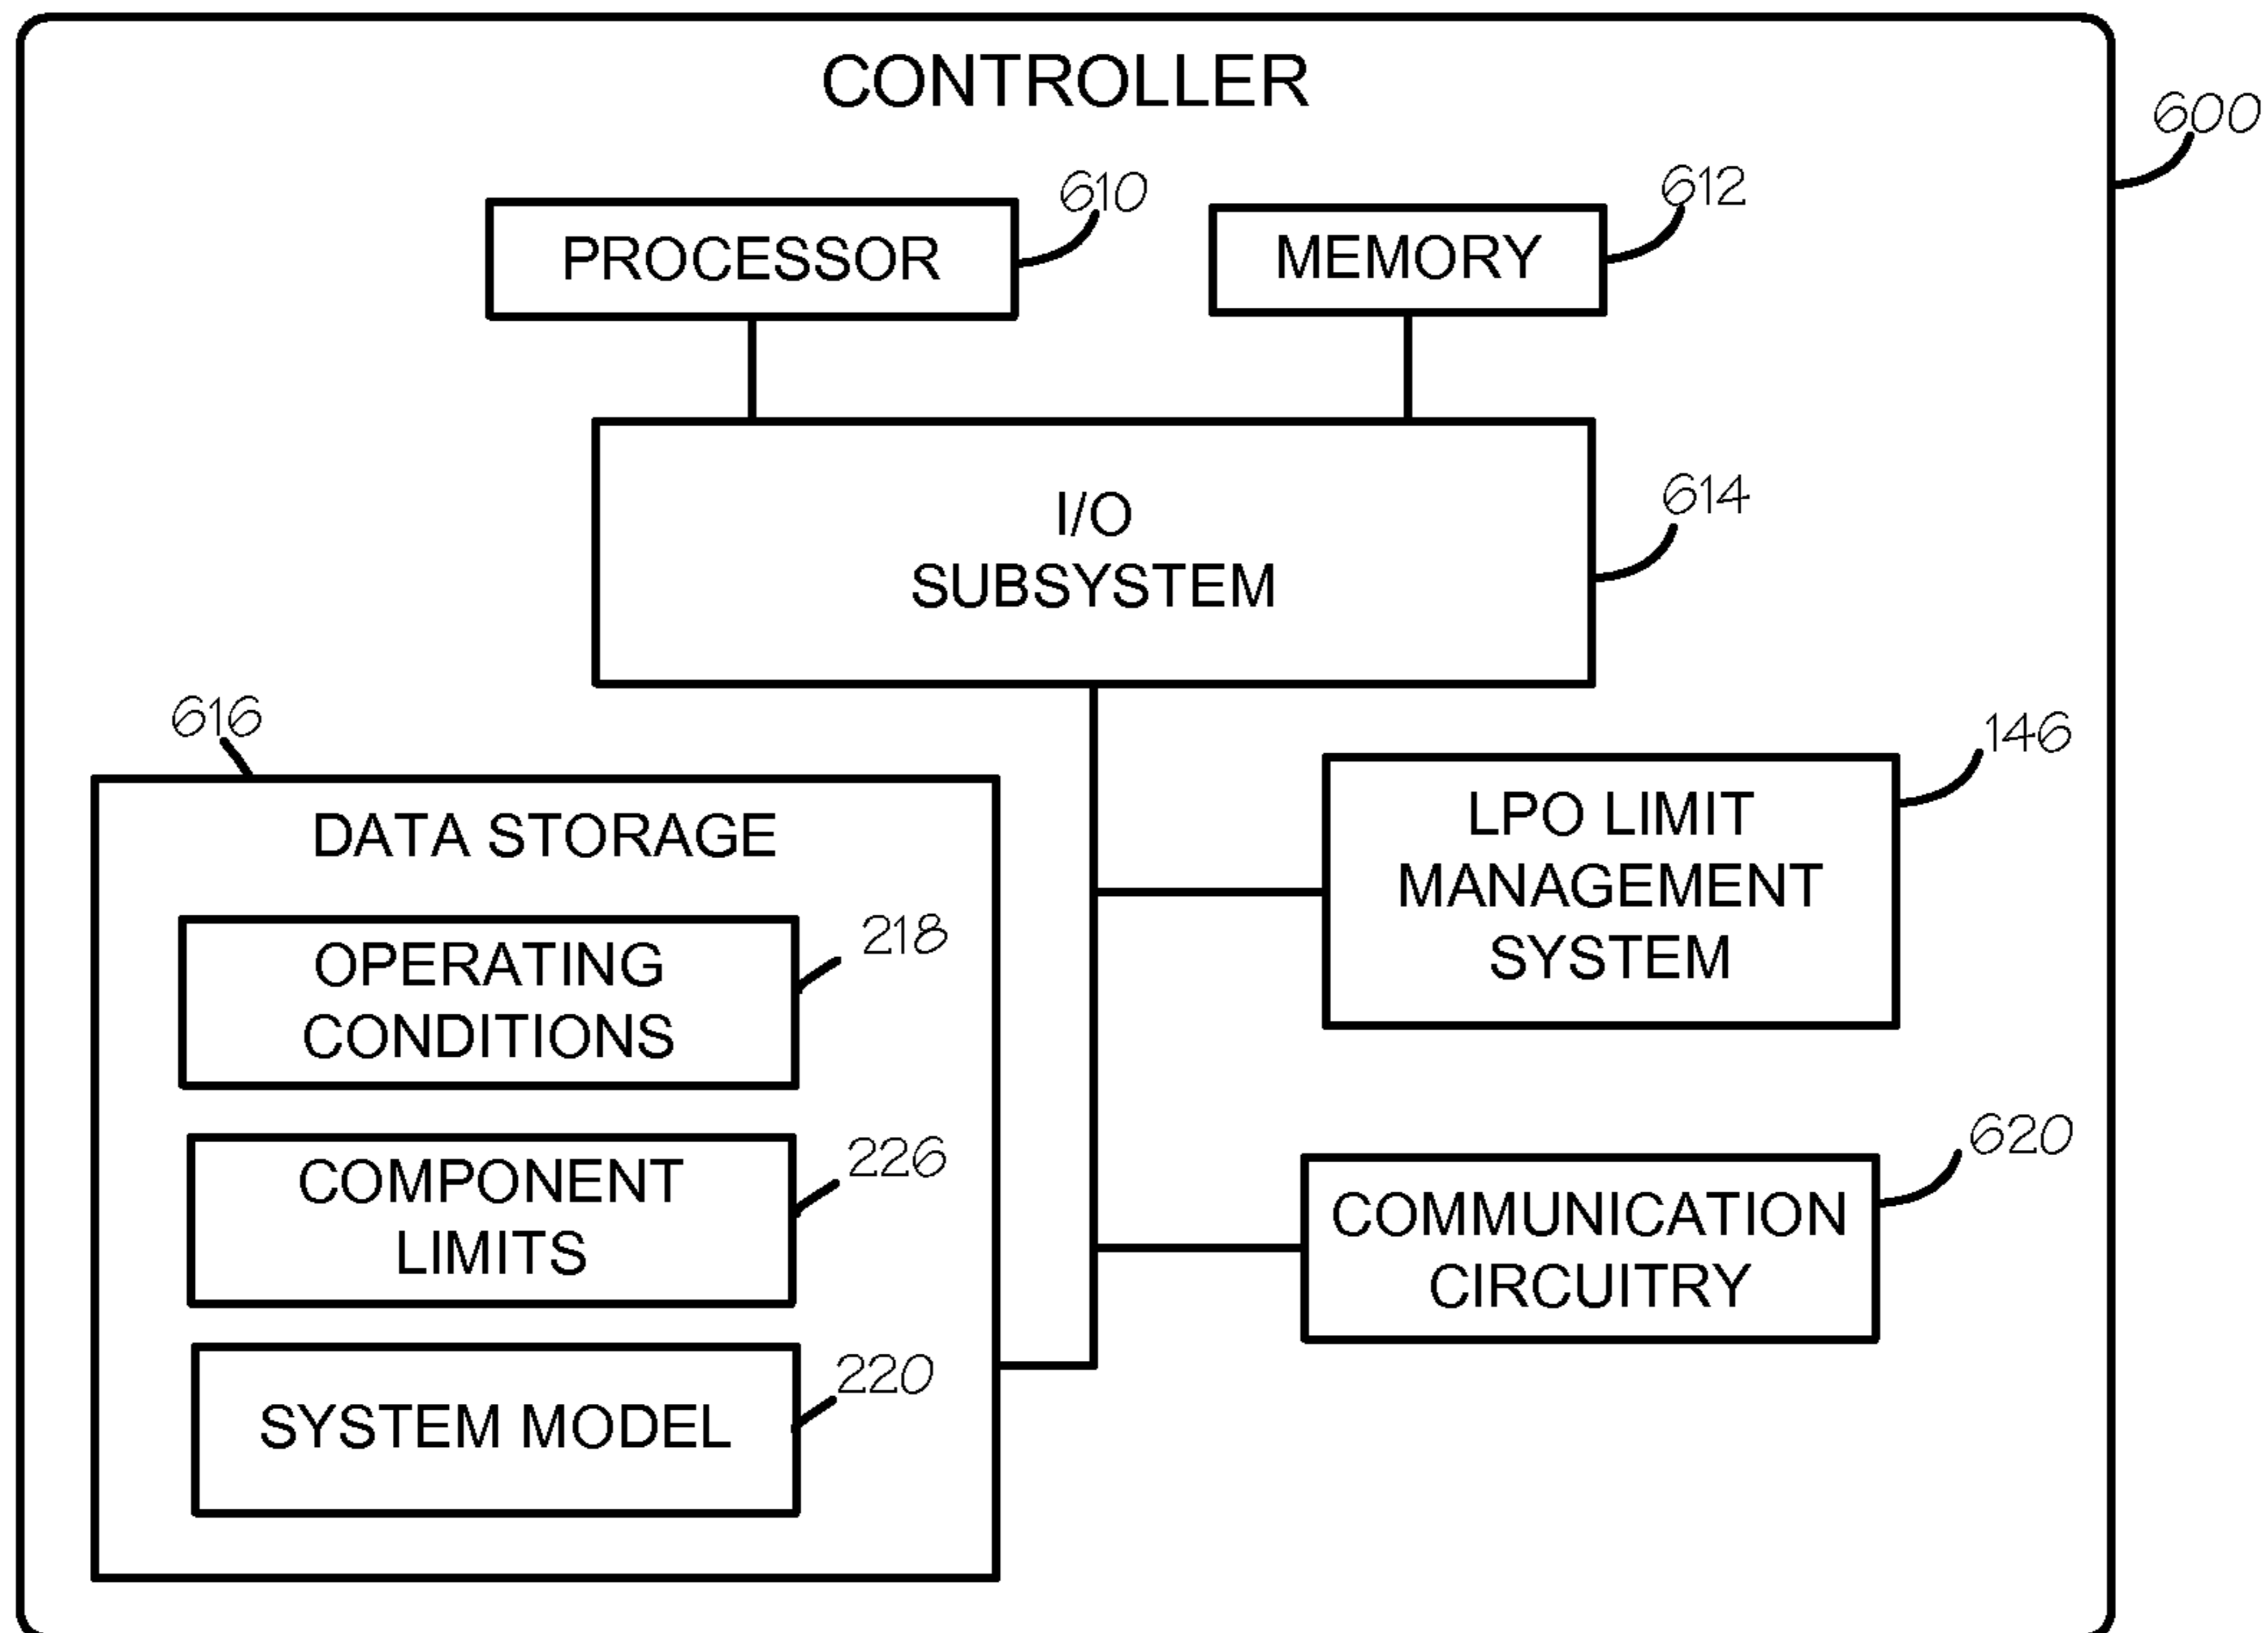 CONTROLLER
600
610
612
PROCESSOR
MEMORY
I/O
SUBSYSTEM
614
616
146
DATA STORAGE
LPO LIMIT
MANAGEMENT
SYSTEM
OPERATING
CONDITIONS
218
COMPONENT
LIMITS
226
620
COMMUNICATION
CIRCUITRY
SYSTEM MODEL
220